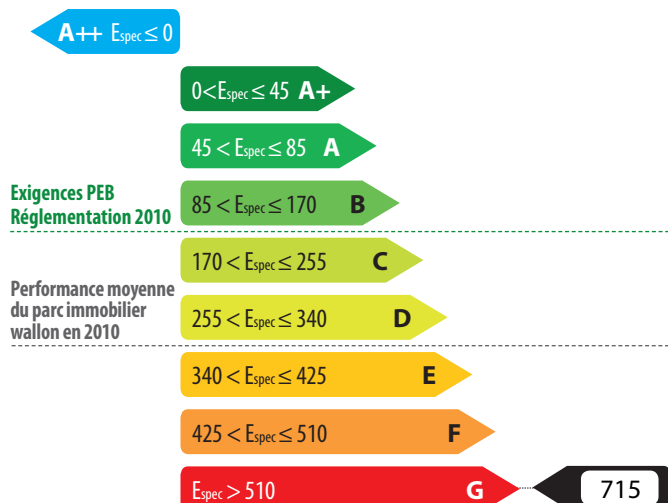 A++ Espec ≤ 0
0<Espec ≤ 45 A+
45 < Espec ≤ 85 A
Exigences PEB
Réglementation 2010
85 < Espec ≤ 170 B
170 < Espec ≤ 255 C
Performance moyenne
du parc immobilier
wallon en 2010
255 < Espec ≤ 340 D
340 < Espec ≤ 425 E
425 < Espec ≤ 510 F
Espec > 510 G 715